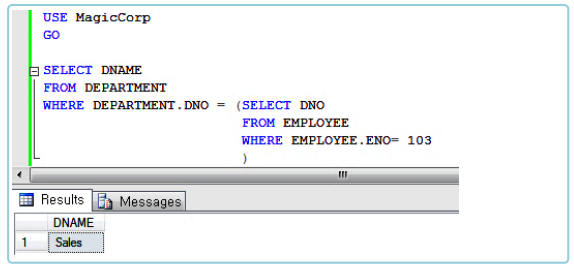 USE MagicCorp
GO
SELECT DNAME
FROM DEPARTMENT
WHERE DEPARTMENT.DNO = (SELECT DNO
FROM EMPLOYEE
WHERE EMPLOYEE.ENO= 103
)
Results Messages
DNAME
1 Sales